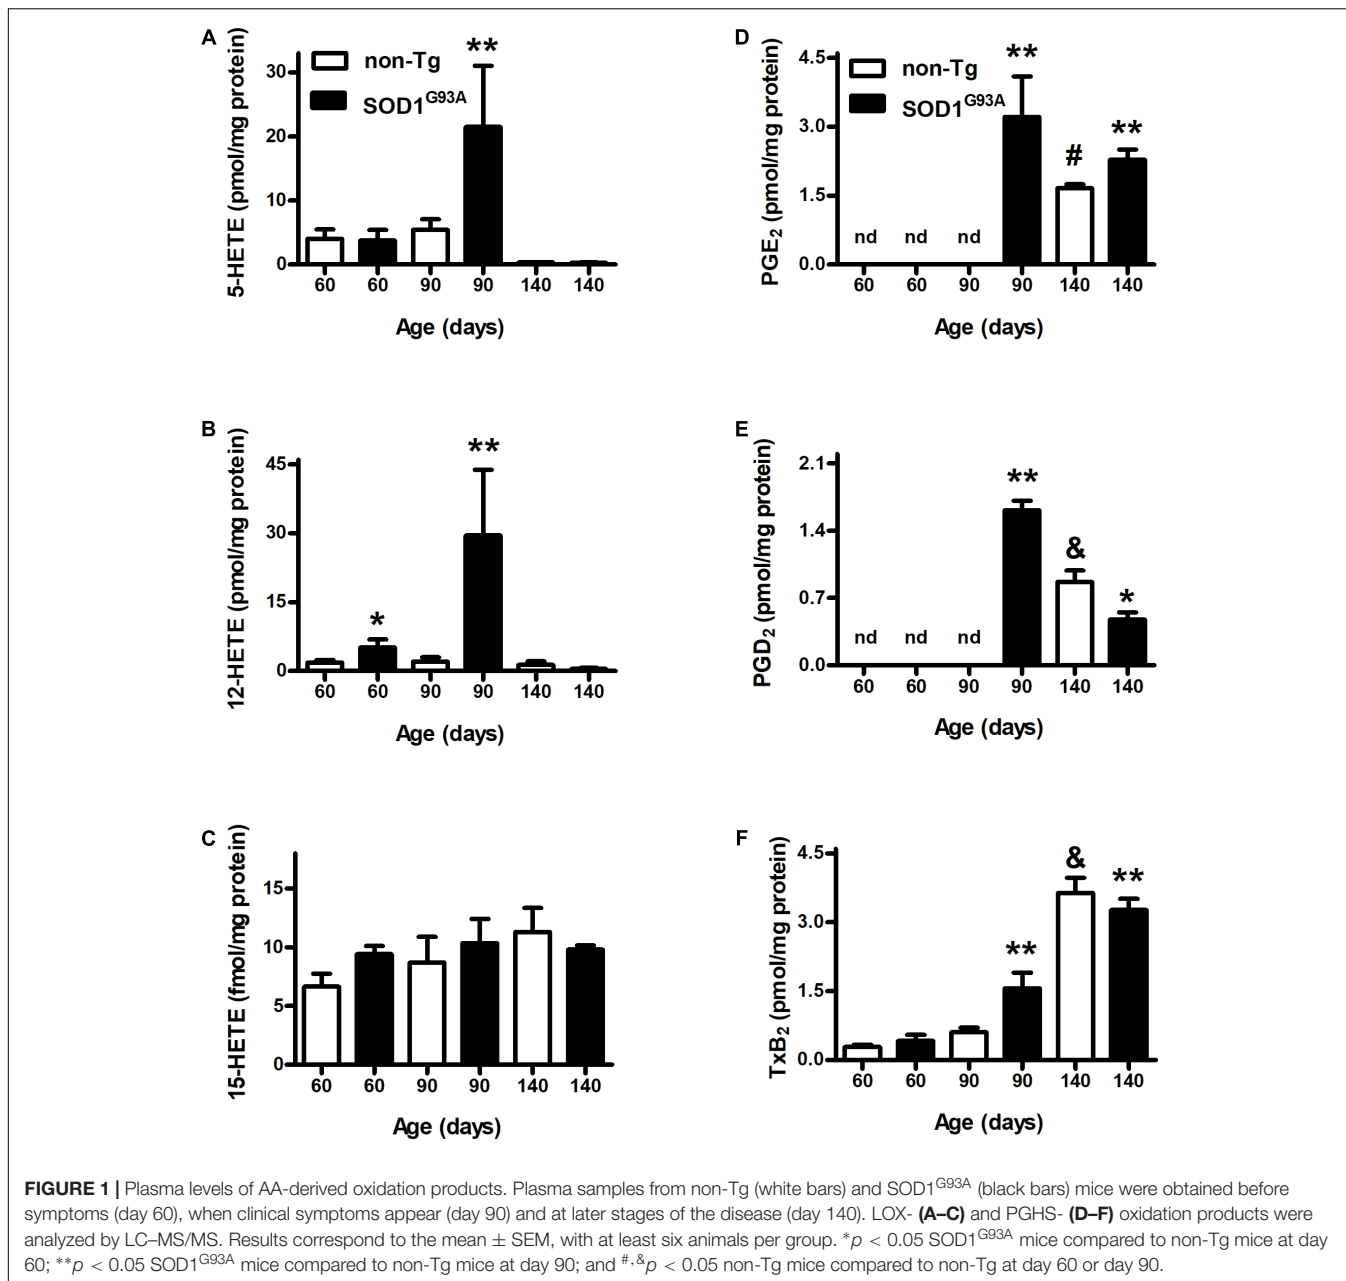 A
5-HETE (pmol/mg protein)
30
20
10
0
non-Tg
SOD1G93A
**
60 60 90 90 140 140
Age (days)
D
PGE2 (pmol/mg protein)
4.5
3.0
1.5
0.0
non-Tg
SOD1G93A
nd nd nd ** # **
60 60 90 90 140 140
Age (days)
B
12-HETE (pmol/mg protein)
45
30
15
0
* **
60 60 90 90 140 140
Age (days)
E
PGD2 (pmol/mg protein)
2.1
1.4
0.7
0.0
nd nd nd ** & *
60 60 90 90 140 140
Age (days)
C
15-HETE (fmol/mg protein)
15
10
5
0
60 60 90 90 140 140
Age (days)
F
TxB2 (pmol/mg protein)
4.5
3.0
1.5
0.0
** & **
60 60 90 90 140 140
Age (days)
FIGURE 1 | Plasma levels of AA-derived oxidation products. Plasma samples from non-Tg (white bars) and SOD1G93A (black bars) mice were obtained before
symptoms (day 60), when clinical symptoms appear (day 90) and at later stages of the disease (day 140). LOX- (A–C) and PGHS- (D–F) oxidation products were
analyzed by LC–MS/MS. Results correspond to the mean ± SEM, with at least six animals per group. *p < 0.05 SOD1G93A mice compared to non-Tg mice at day
60; **p < 0.05 SOD1G93A mice compared to non-Tg mice at day 90; and #,&p < 0.05 non-Tg mice compared to non-Tg at day 60 or day 90.